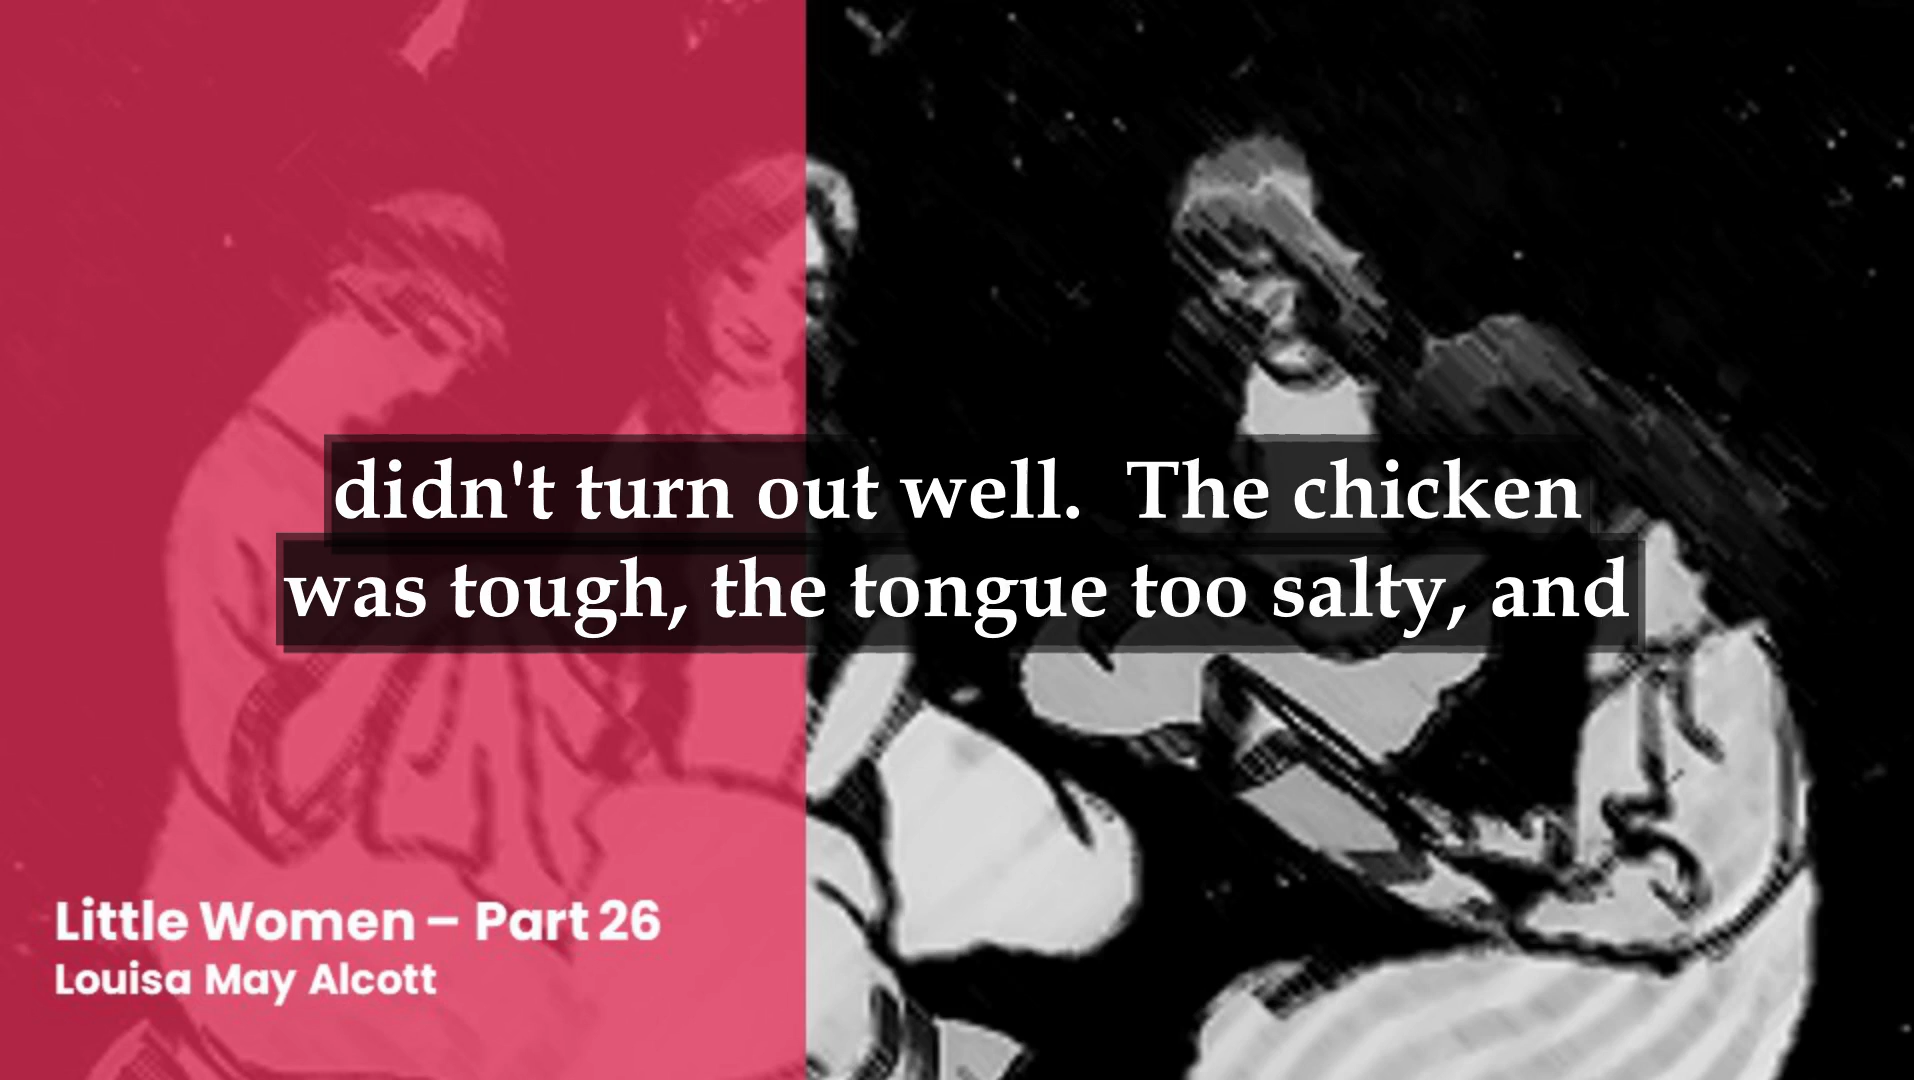 didn't turn out well.  The chicken
was tough, the tongue too salty, and
Little Women – Part 26
Louisa May Alcott